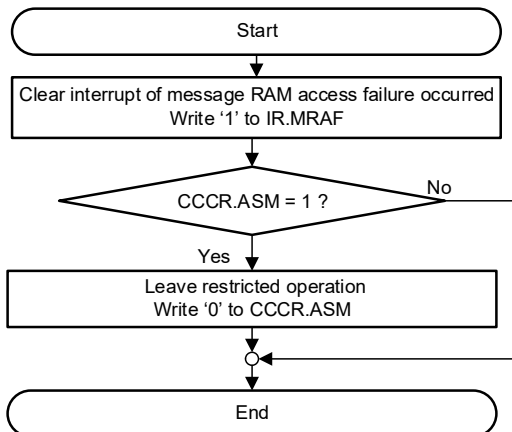 Start
Clear interrupt of message RAM access failure occurred
Write ‘1’ to IR.MRAF
CCCR.ASM = 1 ?
No
Yes
Leave restricted operation
Write ‘0’ to CCCR.ASM
End